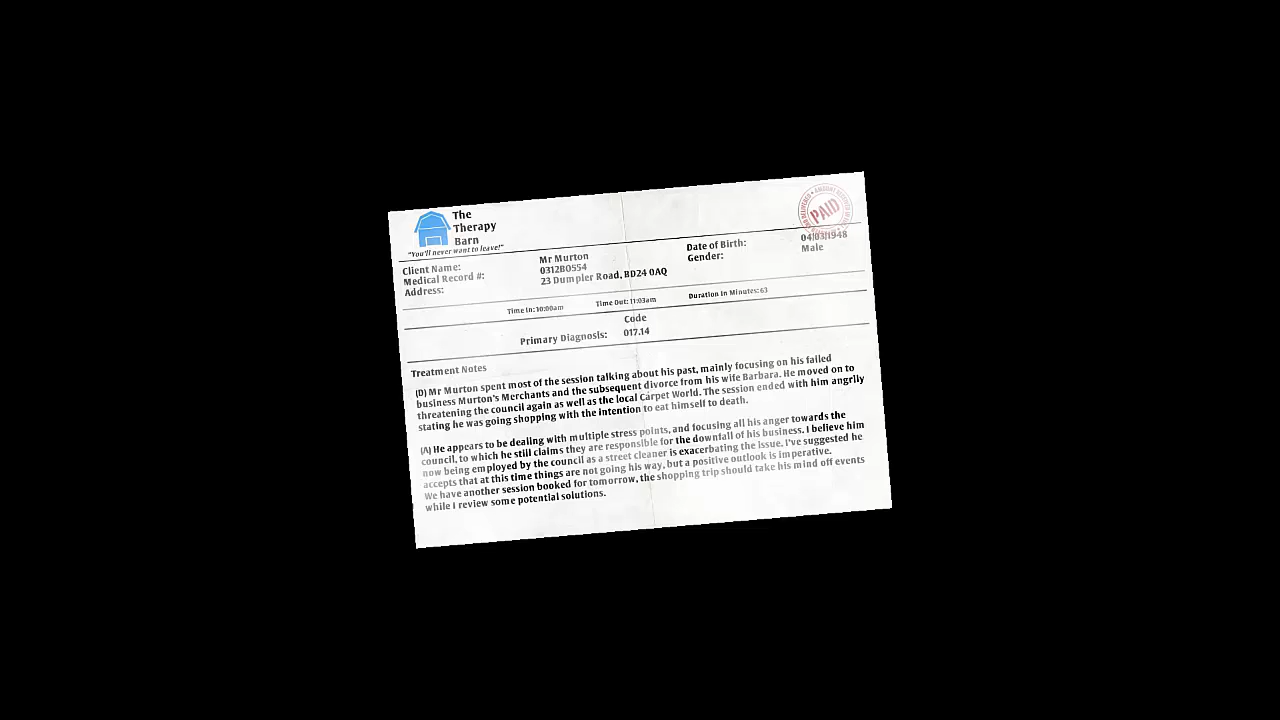 The
Therapy
Barn
"You'll never want to leave!"
PAID
Client Name: Mr Murton Date of Birth: 04/03/1948
Medical Record #: 0312B0554 Gender: Male
Address: 23 Dumpler Road, BD24 0AQ
Time In: 10:00am Time Out: 11:03am Duration in Minutes: 63
Code
Primary Diagnosis: 017.14
Treatment Notes
(D) Mr Murton spent most of the session talking about his past, mainly focusing on his failed
business Murton's Merchants and the subsequent divorce from his wife Barbara. He moved on to
threatening the council again as well as the local Carpet World. The session ended with him angrily
stating he was going shopping with the intention to eat himself to death.
(A) He appears to be dealing with multiple stress points, and focusing all his anger towards the
council, to which he still claims they are responsible for the downfall of his business. I believe him
now being employed by the council as a street cleaner is exacerbating the issue. I've suggested he
accepts that at this time things are not going his way, but a positive outlook is imperative.
We have another session booked for tomorrow, the shopping trip should take his mind off events
while I review some potential solutions.